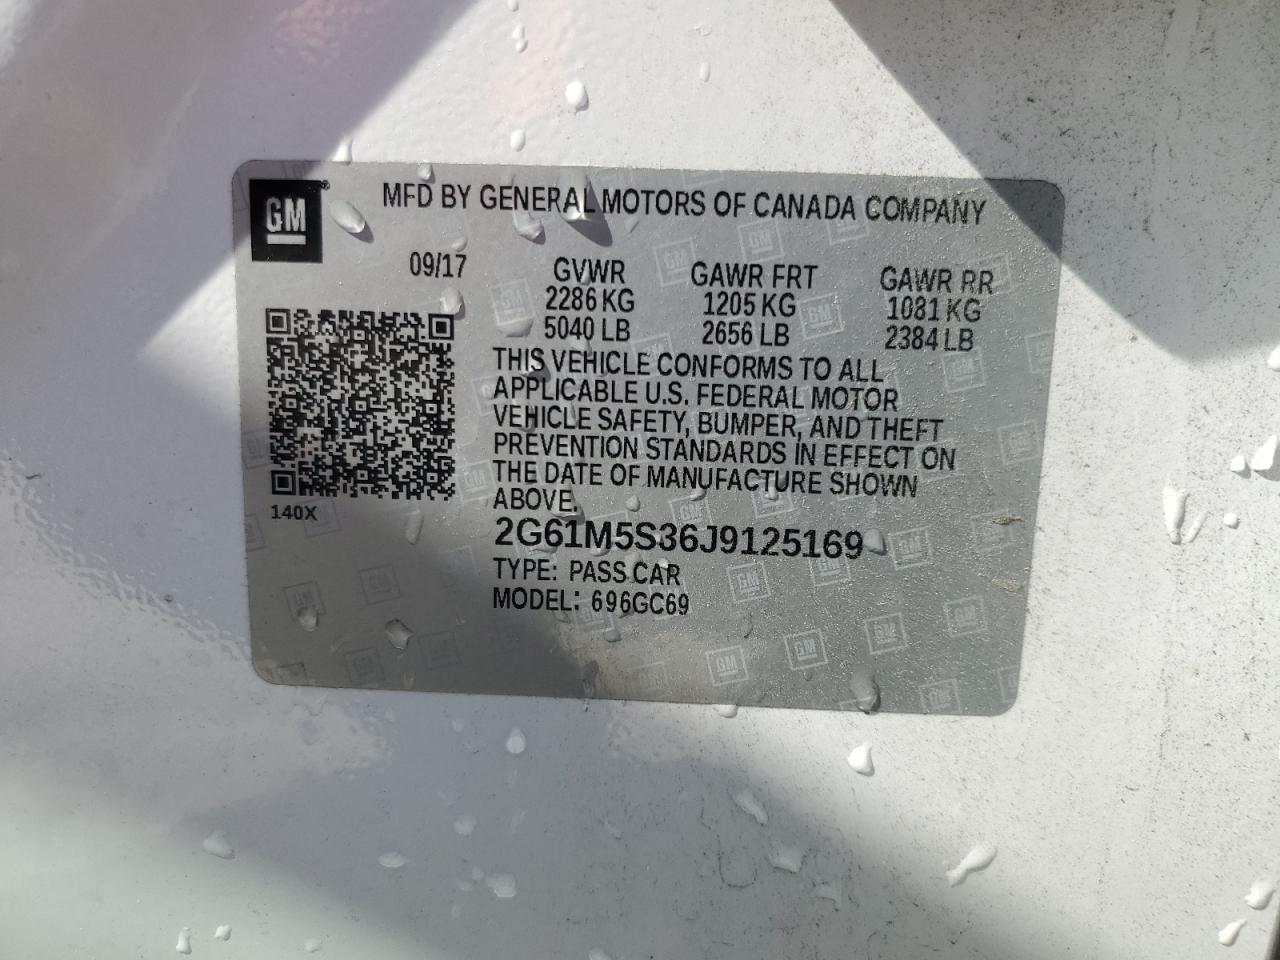 GM
MFD BY GENERAL MOTORS OF CANADA COMPANY
09/17
GVWR GAWR FRT GAWR RR
2286 KG 1205 KG 1081 KG
5040 LB 2656 LB 2384 LB
THIS VEHICLE CONFORMS TO ALL
APPLICABLE U.S. FEDERAL MOTOR
VEHICLE SAFETY, BUMPER, AND THEFT
PREVENTION STANDARDS IN EFFECT ON
THE DATE OF MANUFACTURE SHOWN
ABOVE.
140X
2G61M5S36J9125169
TYPE: PASS CAR
MODEL: 696GC69